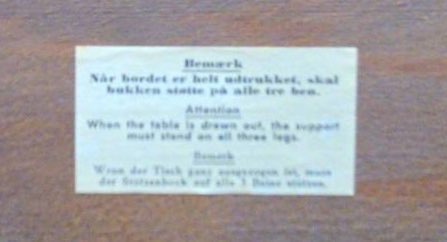 Bemærk
Når bordet er helt udtrukket, skal
bukken støtte på alle tre ben.
Attention
When the table is drawn out, the support
must stand on all three legs.
Bemerk
Wenn der Tisch ganz ausgezogen ist, muss
der Stützenbock auf alle 3 Beine stützen.